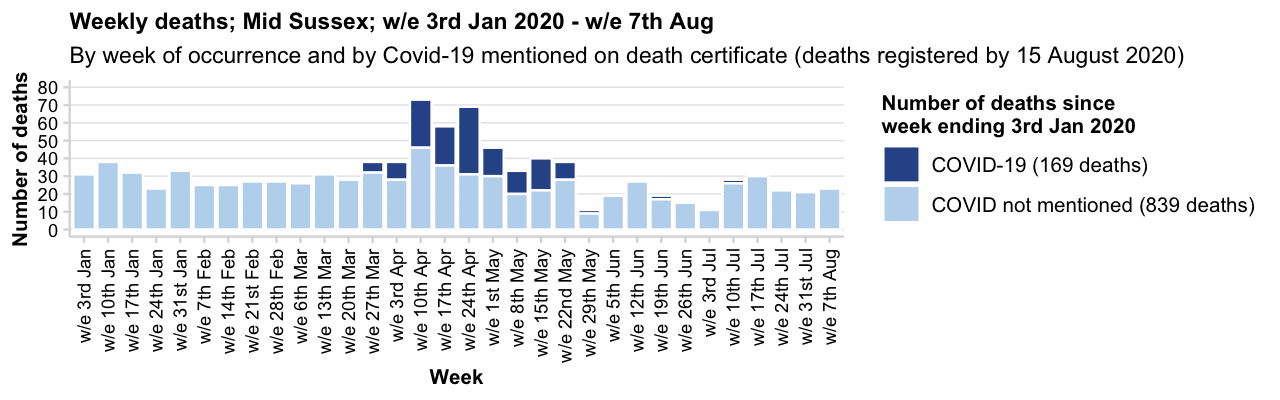 Weekly deaths; Mid Sussex; w/e 3rd Jan 2020 - w/e 7th Aug
By week of occurrence and by Covid-19 mentioned on death certificate (deaths registered by 15 August 2020)
Number of deaths
80
70
60
50
40
30
20
10
0
w/e 3rd Jan
w/e 10th Jan
w/e 17th Jan
w/e 24th Jan
w/e 31st Jan
w/e 7th Feb
w/e 14th Feb
w/e 21st Feb
w/e 28th Feb
w/e 6th Mar
w/e 13th Mar
w/e 20th Mar
w/e 27th Mar
w/e 3rd Apr
w/e 10th Apr
w/e 17th Apr
w/e 24th Apr
w/e 1st May
w/e 8th May
w/e 15th May
w/e 22nd May
w/e 29th May
w/e 5th Jun
w/e 12th Jun
w/e 19th Jun
w/e 26th Jun
w/e 3rd Jul
w/e 10th Jul
w/e 17th Jul
w/e 24th Jul
w/e 31st Jul
w/e 7th Aug
Week
Number of deaths since
week ending 3rd Jan 2020
COVID-19 (169 deaths)
COVID not mentioned (839 deaths)